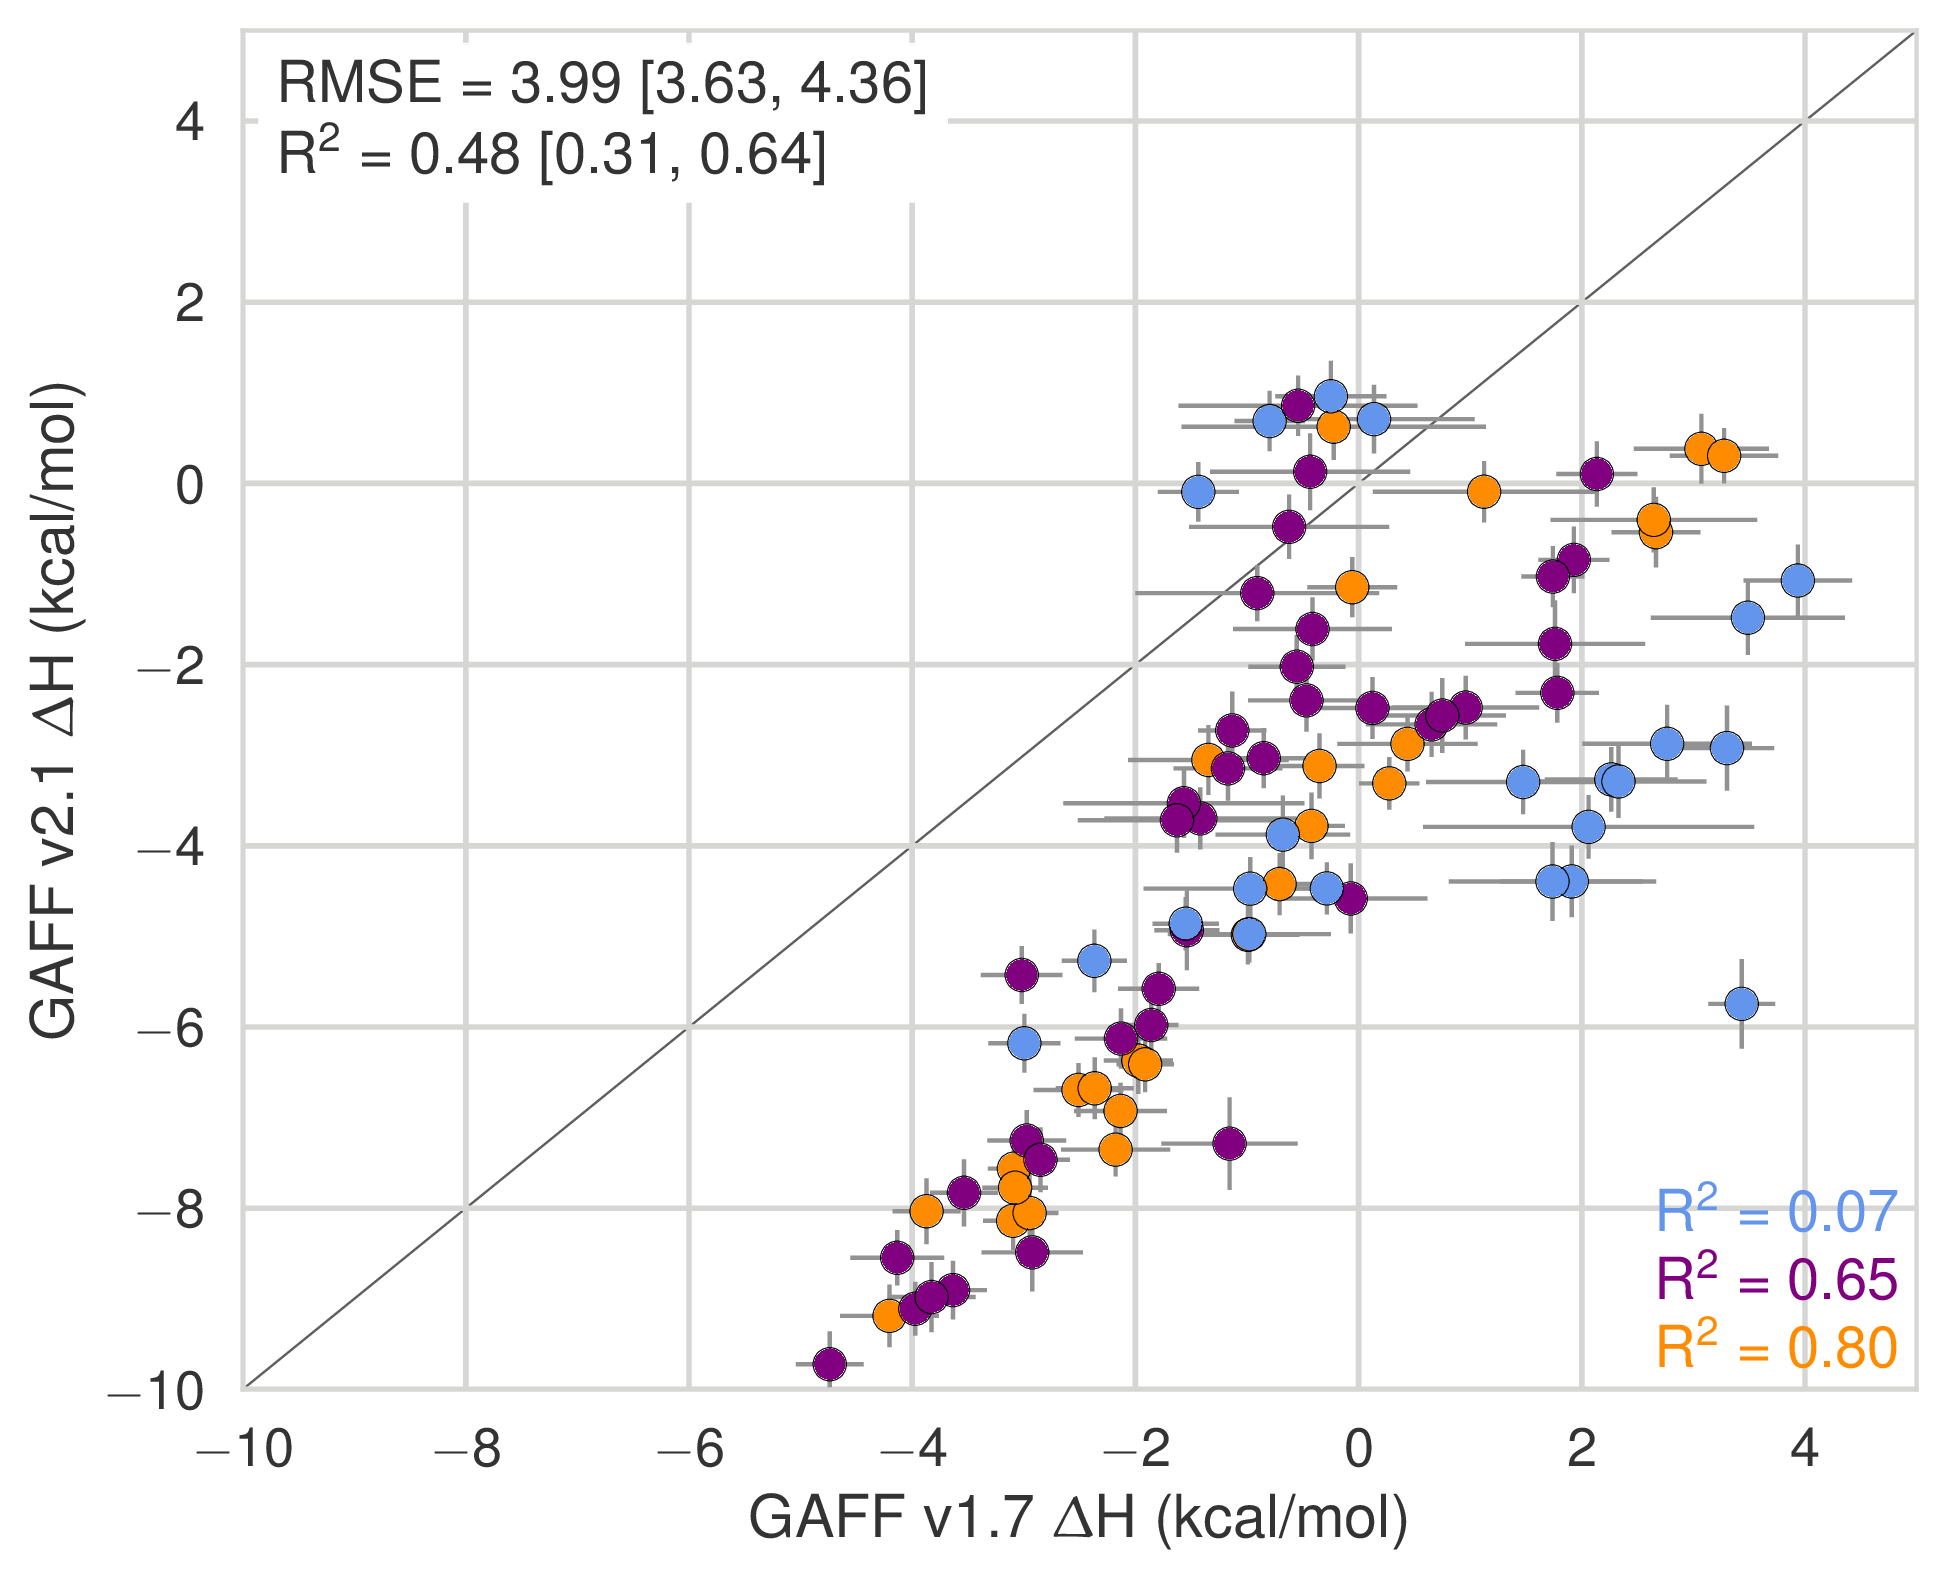 RMSE = 3.99 [3.63, 4.36]
R² = 0.48 [0.31, 0.64]
4
2
0
−2
−4
−6
−8
−10
GAFF v2.1 ΔH (kcal/mol)
R² = 0.07
R² = 0.65
R² = 0.80
−10 −8 −6 −4 −2 0 2 4
GAFF v1.7 ΔH (kcal/mol)